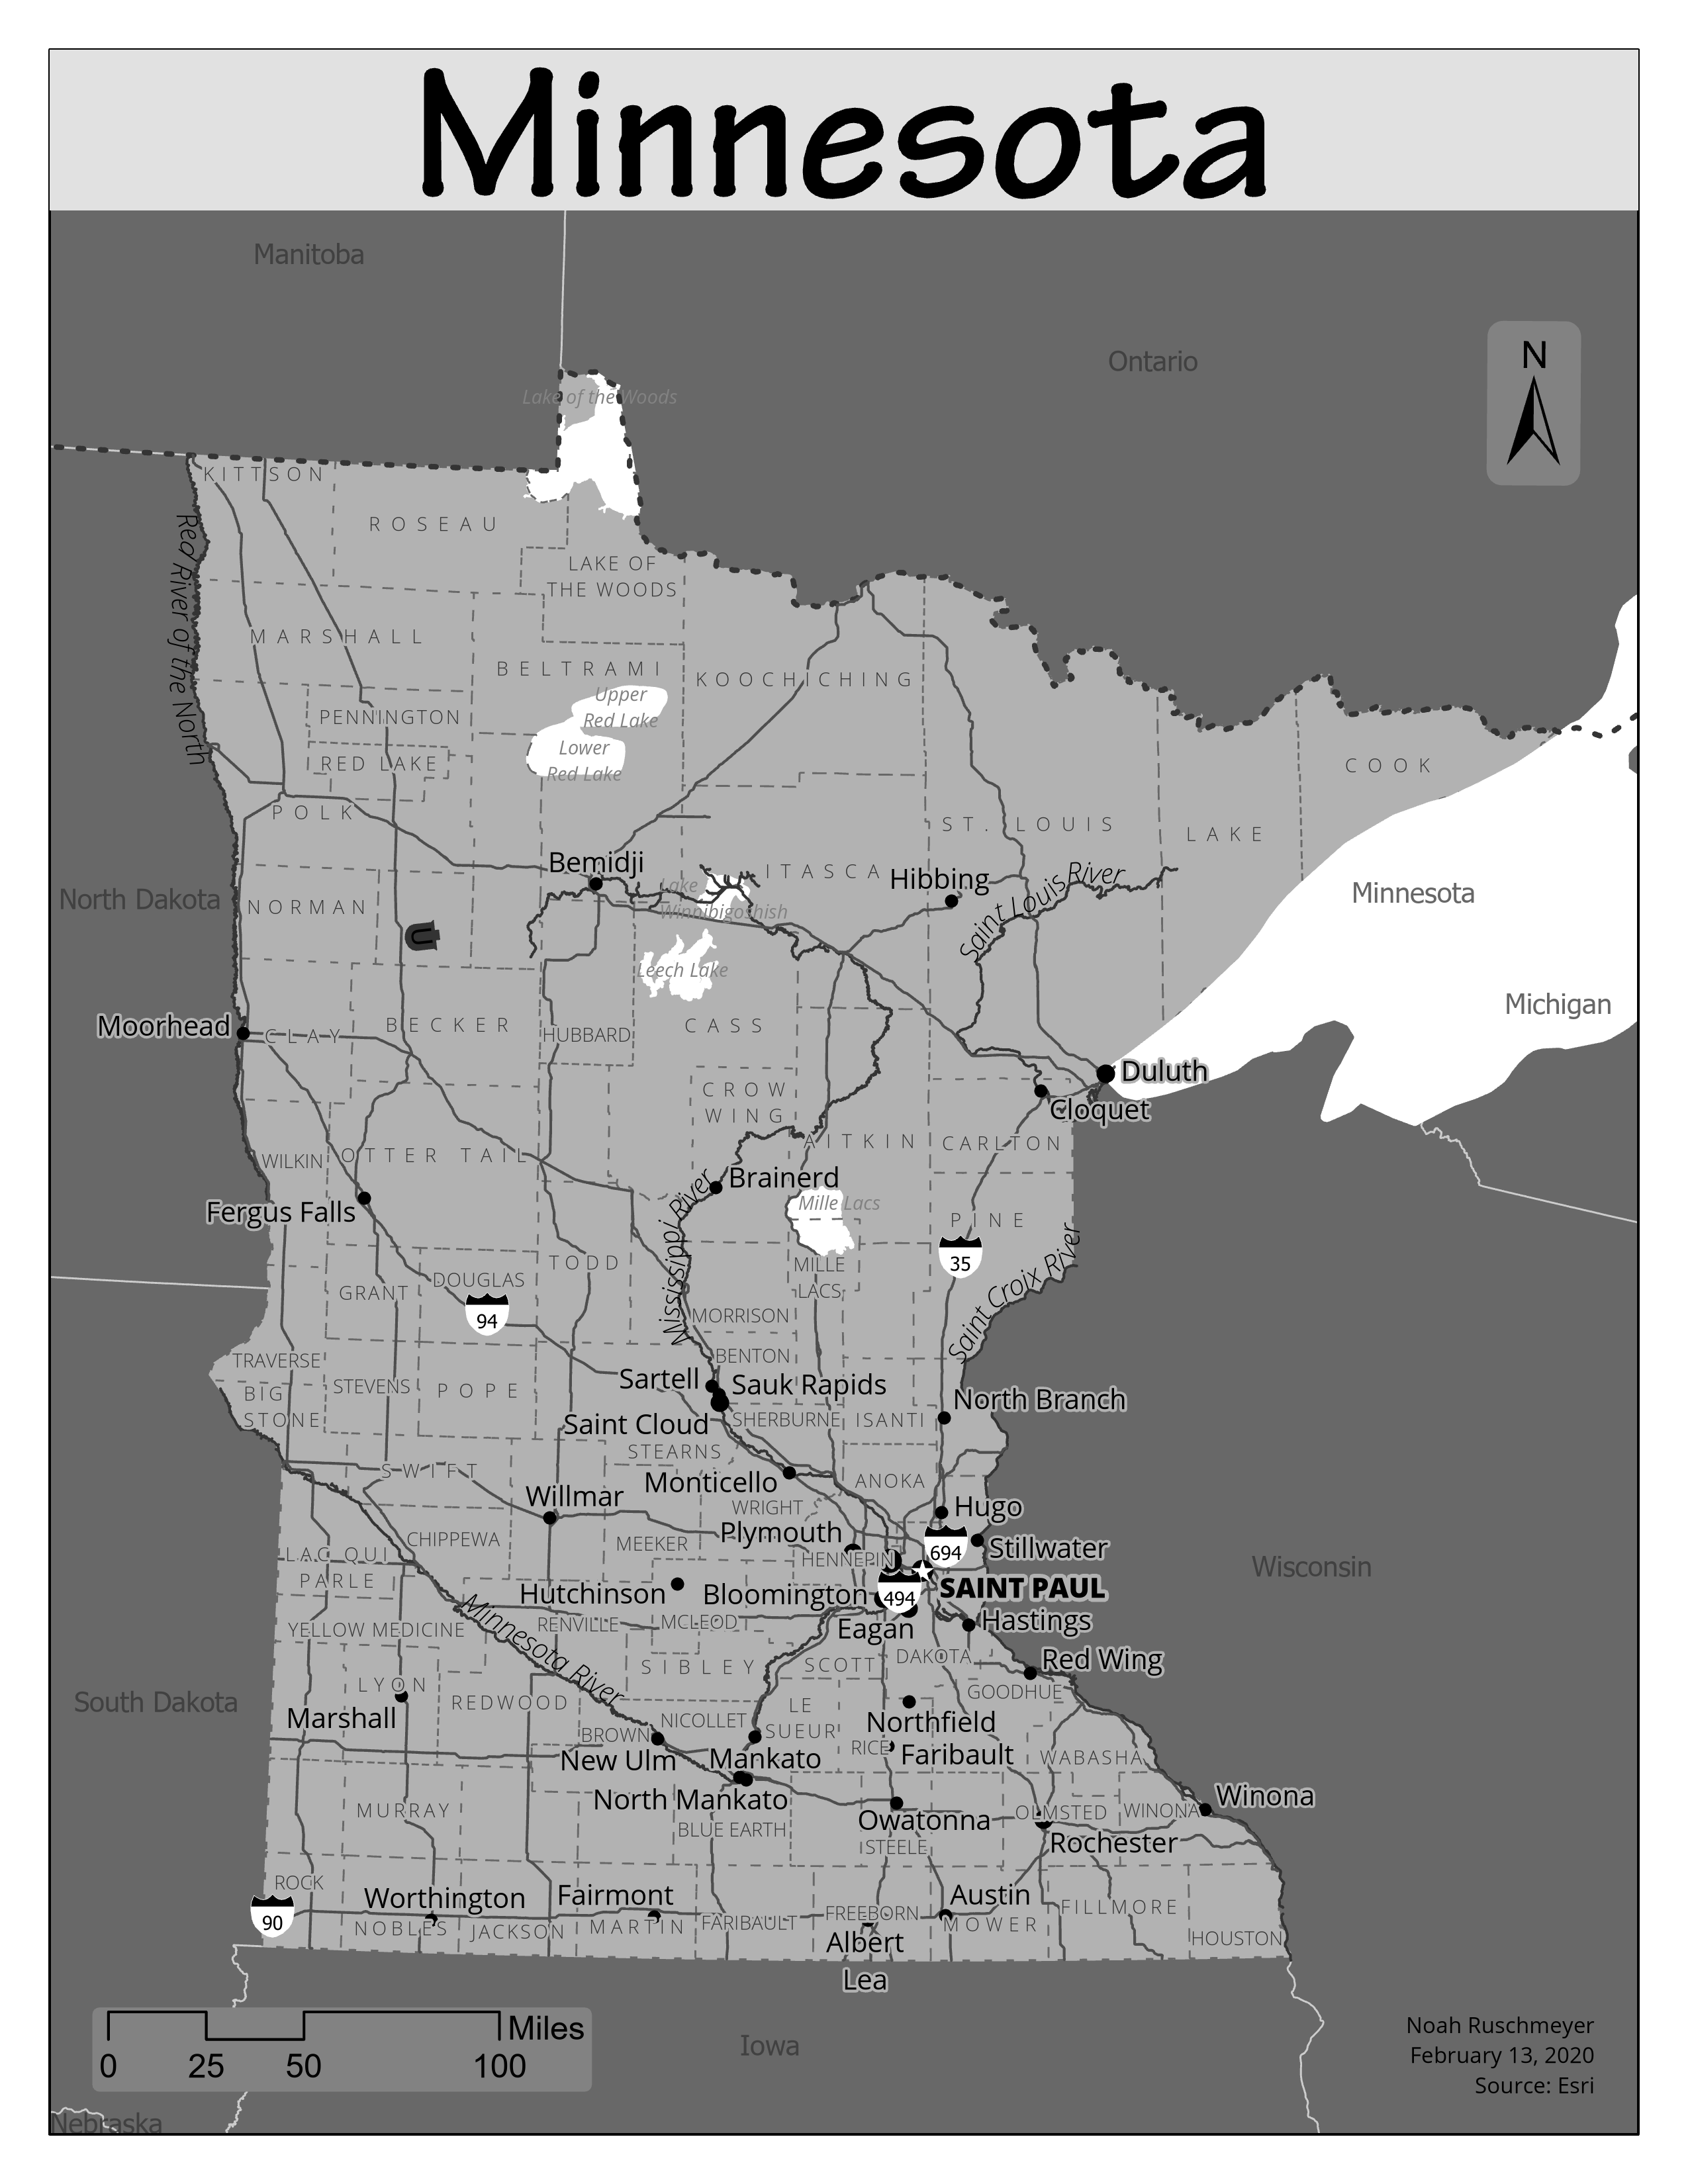 Minnesota
Manitoba
Ontario
N
Lake of the Woods
KITTSON
ROSEAU
Red River of the North
LAKE OF
THE WOODS
MARSHALL
BELTRAMI
KOOCHICHING
Upper
Red Lake
PENNINGTON
Lower
Red Lake
RED LAKE
COOK
POLK
ST. LOUIS
LAKE
Bemidji
ITASCA
Hibbing
Saint Louis River
Lake
Winnibigoshish
North Dakota
NORMAN
Minnesota
Leech Lake
Michigan
Moorhead
CLAY
BECKER
HUBBARD
CASS
Duluth
CROW
WING
Cloquet
AITKIN
CARLTON
WILKIN
OTTER TAIL
Brainerd
Mille Lacs
Fergus Falls
Mississippi River
PINE
35
TODD
MILLE
LACS
Saint Croix River
GRANT
DOUGLAS
94
MORRISON
TRAVERSE
BENTON
BIG
STONE
STEVENS
POPE
Sartell
Sauk Rapids
North Branch
Saint Cloud
SHERBURNE
ISANTI
STEARNS
SWIFT
Monticello
ANOKA
Willmar
WRIGHT
Hugo
CHIPPEWA
MEEKER
Plymouth
HENNEPIN
694
Stillwater
LAC QUI
PARLE
Wisconsin
Hutchinson
Bloomington
494
SAINT PAUL
Minnesota River
YELLOW MEDICINE
RENVILLE
MCLEOD
Eagan
Hastings
SIBLEY
SCOTT
DAKOTA
Red Wing
South Dakota
LYON
REDWOOD
GOODHUE
Marshall
NICOLLET
LE
SUEUR
Northfield
BROWN
New Ulm
Mankato
RICE
Faribault
WABASHA
North Mankato
MURRAY
BLUE EARTH
Owatonna
STEELE
OLMSTED
WINONA
Winona
Rochester
ROCK
90
Worthington
Fairmont
Austin
NOBLES
JACKSON
MARTIN
FARIBAULT
FREEBORN
MOWER
FILLMORE
HOUSTON
Albert
Lea
Miles
0 25 50 100
Iowa
Nebraska
Noah Ruschmeyer
February 13, 2020
Source: Esri